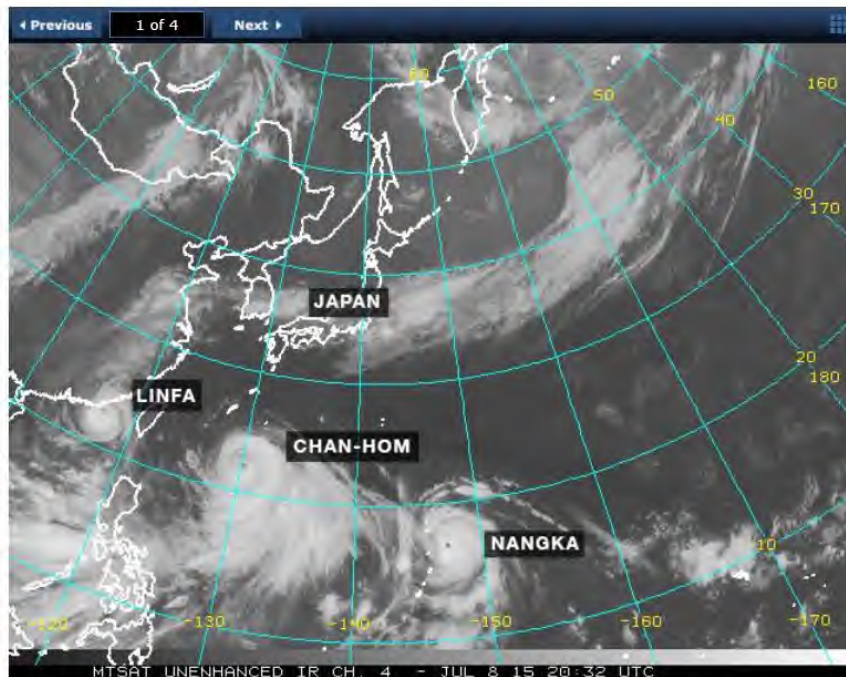 Previous
1 of 4
Next
60
50
160
40
30
170
JAPAN
20
180
LINFA
CHAN-HOM
NANGKA
10
-120
-130
-140
-150
-160
-170
MTSAT UNENHANCED IR CH. 4 - JUL 8 15 20:32 UTC